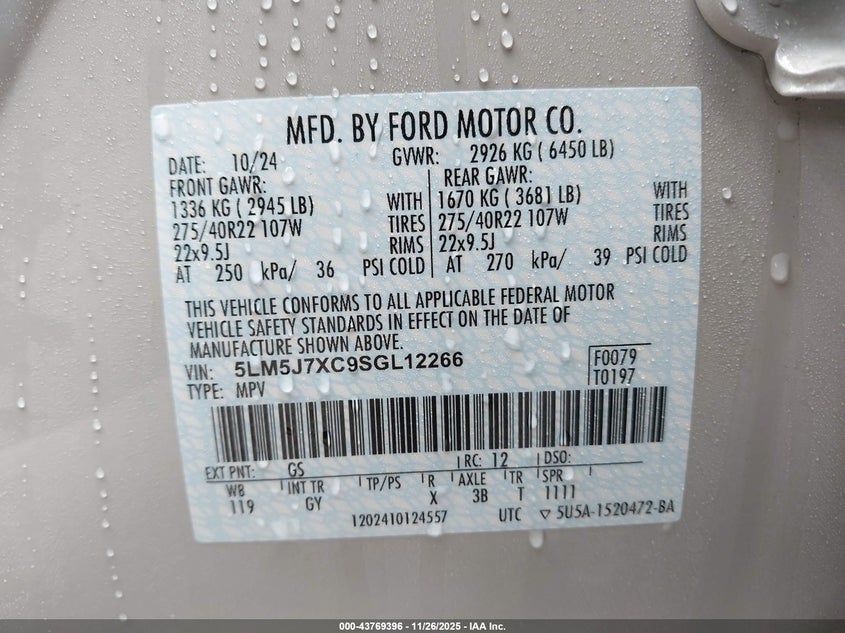 MFD. BY FORD MOTOR CO.
DATE: 10/24 GVWR: 2926 KG ( 6450 LB)
FRONT GAWR: REAR GAWR:
1336 KG ( 2945 LB) WITH 1670 KG ( 3681 LB) WITH
275/40R22 107W TIRES 275/40R22 107W TIRES
22x9.5J RIMS 22x9.5J RIMS
AT 250 kPa/ 36 PSI COLD AT 270 kPa/ 39 PSI COLD
THIS VEHICLE CONFORMS TO ALL APPLICABLE FEDERAL MOTOR
VEHICLE SAFETY STANDARDS IN EFFECT ON THE DATE OF
MANUFACTURE SHOWN ABOVE.
VIN: 5LM5J7XC9SGL12266 F0079
TYPE: MPV T0197
EXT PNT: GS RC: 12 DSO:
WB INT TR TP/PS R AXLE TR SPR
119 GY X 3B T 1111
1202410124557 UTC ▽ 5U5A-1520472-BA
000-43769396 | 11/26/2025 | IAA Inc.